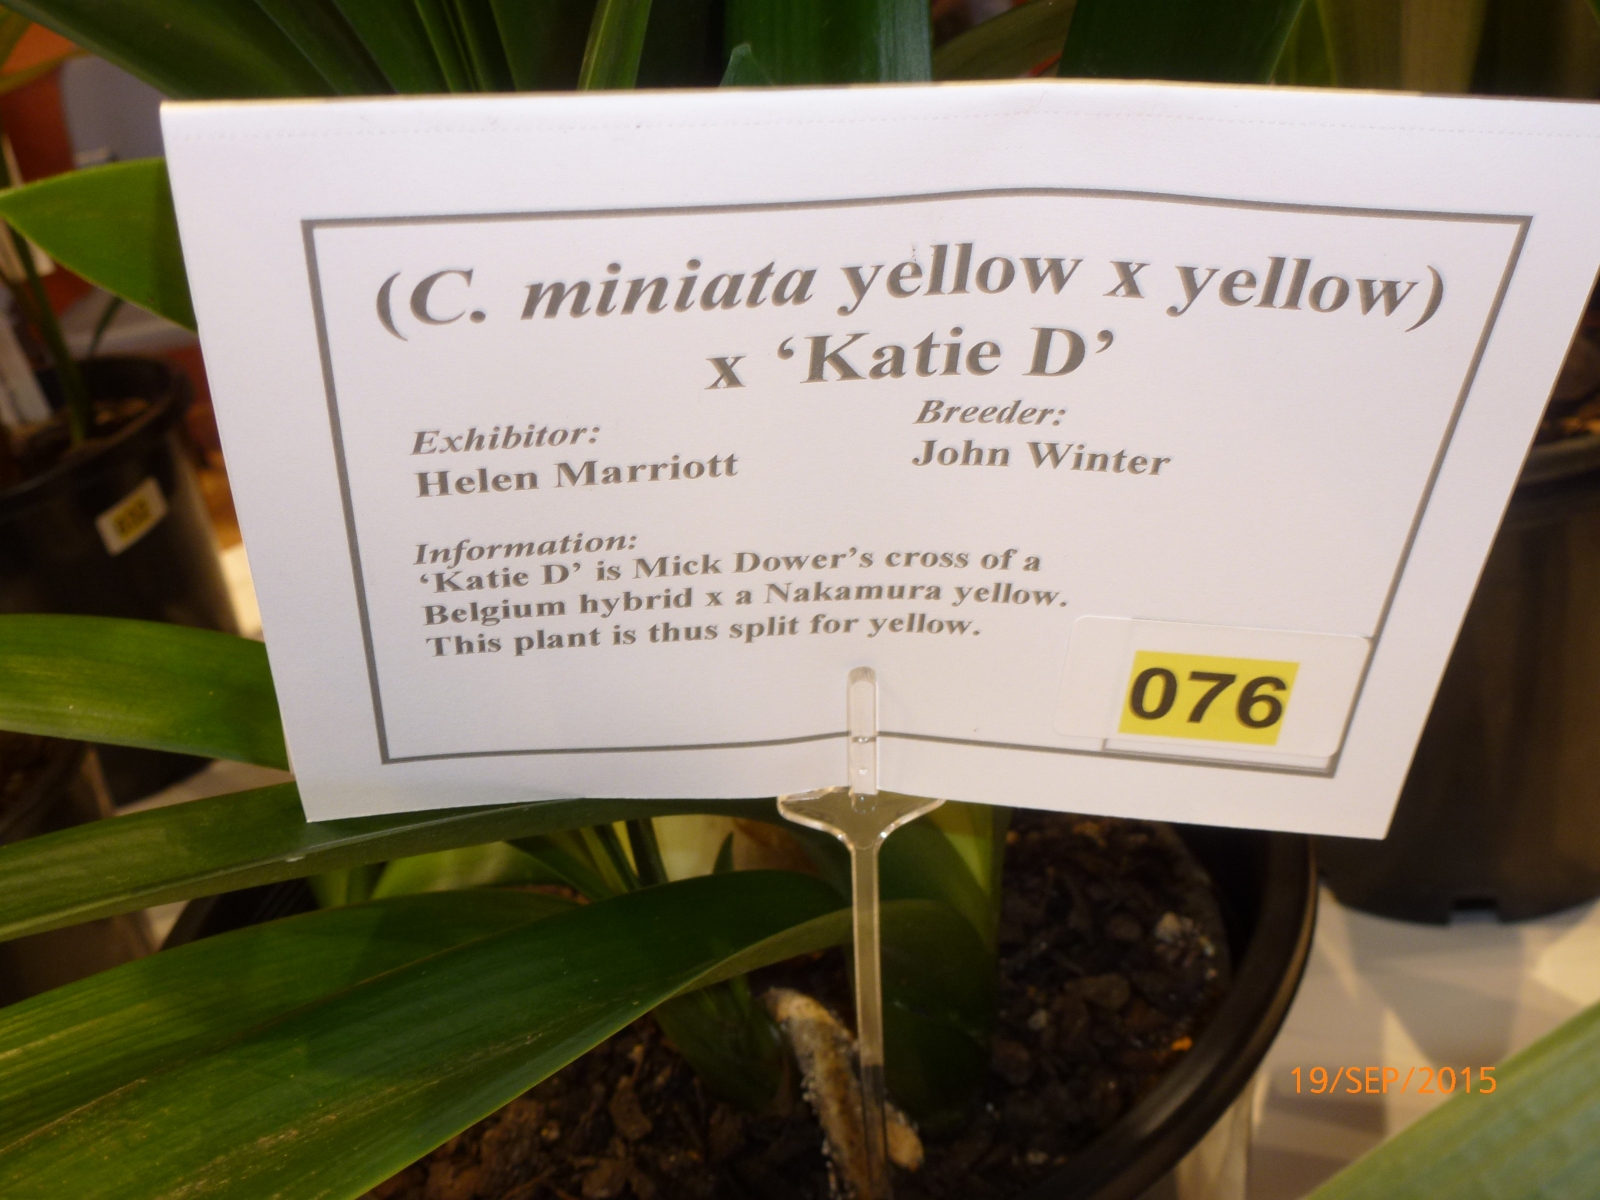 (C. miniata yellow x yellow)
x ‘Katie D’
Exhibitor:
Helen Marriott
Breeder:
John Winter
Information:
‘Katie D’ is Mick Dower’s cross of a
Belgium hybrid x a Nakamura yellow.
This plant is thus split for yellow.
076
19/SEP/2015